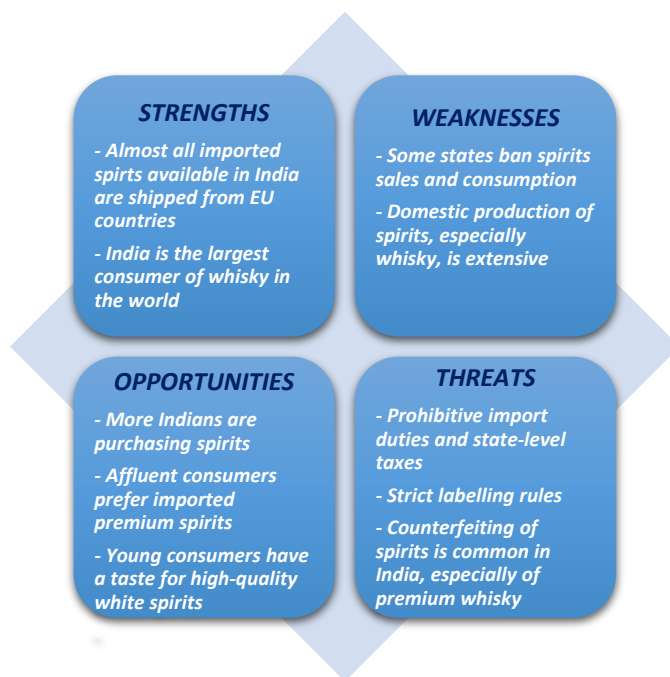 STRENGTHS
- Almost all imported
spirts available in India
are shipped from EU
countries
- India is the largest
consumer of whisky in
the world
WEAKNESSES
- Some states ban spirits
sales and consumption
- Domestic production of
spirits, especially
whisky, is extensive
OPPORTUNITIES
- More Indians are
purchasing spirits
- Affluent consumers
prefer imported
premium spirits
- Young consumers have
a taste for high-quality
white spirits
THREATS
- Prohibitive import
duties and state-level
taxes
- Strict labelling rules
- Counterfeiting of
spirits is common in
India, especially of
premium whisky